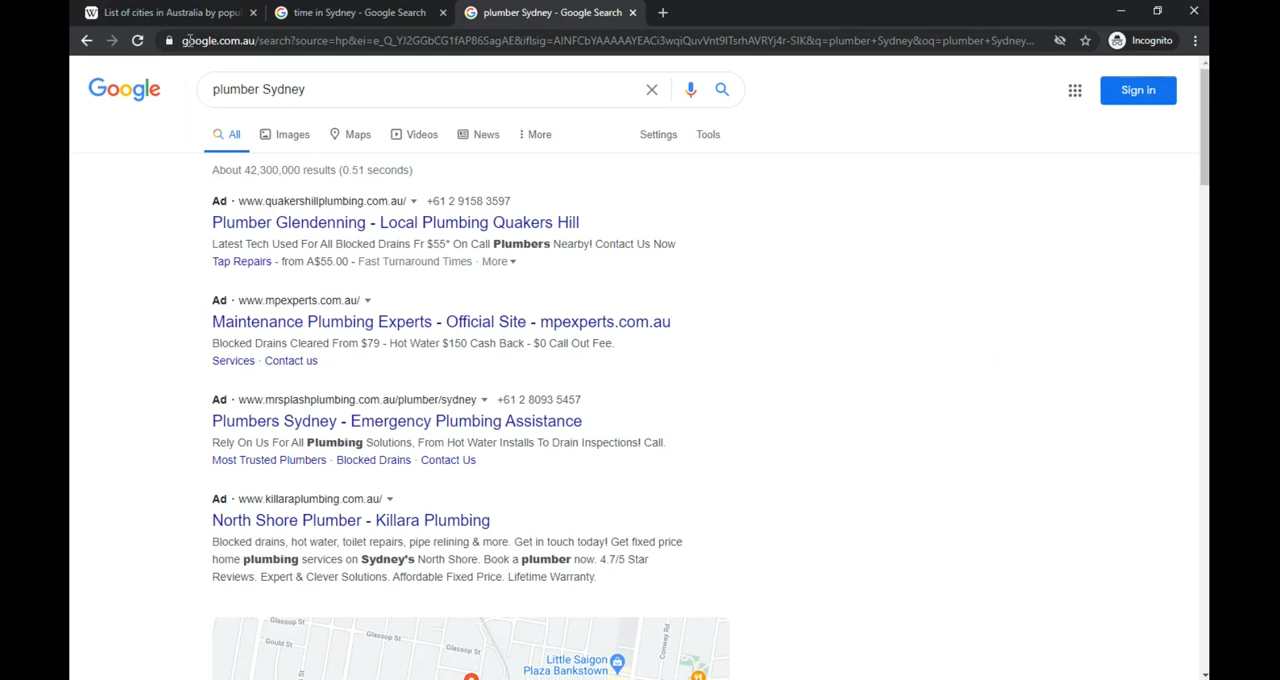 List of cities in Australia by popul
time in Sydney - Google Search
plumber Sydney - Google Search
google.com.au/search?source=hp&ei=e_Q_YJ2GGbCG1fAP86SagAE&iflsig=AINFCbYAAAAAYEACi3wqiQuvVnt9ITsrhAVRYj4r-SIK&q=plumber+Sydney&oq=plumber+Sydney...
Incognito
Google
plumber Sydney
Sign in
All
Images
Maps
Videos
News
More
Settings
Tools
About 42,300,000 results (0.51 seconds)
Ad · www.quakershillplumbing.com.au/ +61 2 9158 3597
Plumber Glendenning - Local Plumbing Quakers Hill
Latest Tech Used For All Blocked Drains Fr $55* On Call Plumbers Nearby! Contact Us Now
Tap Repairs - from A$55.00 - Fast Turnaround Times · More
Ad · www.mpexperts.com.au/
Maintenance Plumbing Experts - Official Site - mpexperts.com.au
Blocked Drains Cleared From $79 - Hot Water $150 Cash Back - $0 Call Out Fee.
Services · Contact us
Ad · www.mrsplashplumbing.com.au/plumber/sydney +61 2 8093 5457
Plumbers Sydney - Emergency Plumbing Assistance
Rely On Us For All Plumbing Solutions, From Hot Water Installs To Drain Inspections! Call.
Most Trusted Plumbers · Blocked Drains · Contact Us
Ad · www.killaraplumbing.com.au/
North Shore Plumber - Killara Plumbing
Blocked drains, hot water, toilet repairs, pipe relining & more. Get in touch today! Get fixed price
home plumbing services on Sydney's North Shore. Book a plumber now. 4.7/5 Star
Reviews. Expert & Clever Solutions. Affordable Fixed Price. Lifetime Warranty.
Glassop St
Gould St
Glassop St
Glassop St
Conway Rd
Little Saigon
Plaza Bankstown